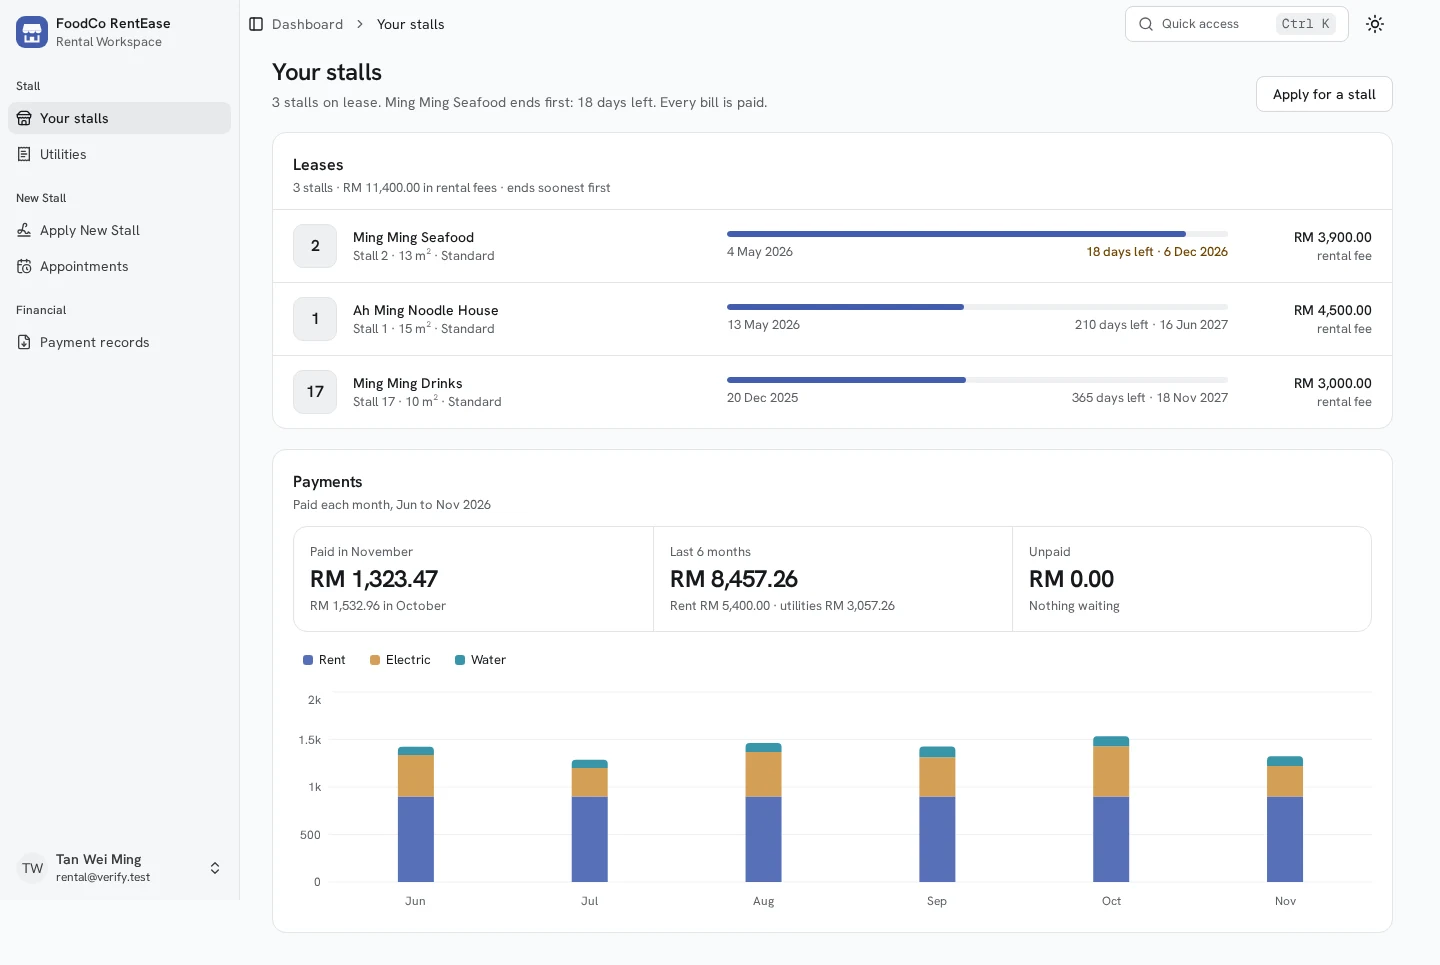 FoodCo RentEase
Rental Workspace
Stall
Your stalls
Utilities
New Stall
Apply New Stall
Appointments
Financial
Payment records
TW
Tan Wei Ming
rental@verify.test
Dashboard > Your stalls
Quick access Ctrl K
Your stalls
3 stalls on lease. Ming Ming Seafood ends first: 18 days left. Every bill is paid.
Apply for a stall
Leases
3 stalls · RM 11,400.00 in rental fees · ends soonest first
2
Ming Ming Seafood
Stall 2 · 13 m² · Standard
4 May 2026
18 days left · 6 Dec 2026
RM 3,900.00
rental fee
1
Ah Ming Noodle House
Stall 1 · 15 m² · Standard
13 May 2026
210 days left · 16 Jun 2027
RM 4,500.00
rental fee
17
Ming Ming Drinks
Stall 17 · 10 m² · Standard
20 Dec 2025
365 days left · 18 Nov 2027
RM 3,000.00
rental fee
Payments
Paid each month, Jun to Nov 2026
Paid in November
RM 1,323.47
RM 1,532.96 in October
Last 6 months
RM 8,457.26
Rent RM 5,400.00 · utilities RM 3,057.26
Unpaid
RM 0.00
Nothing waiting
Rent Electric Water
2k
1.5k
1k
500
0
Jun Jul Aug Sep Oct Nov